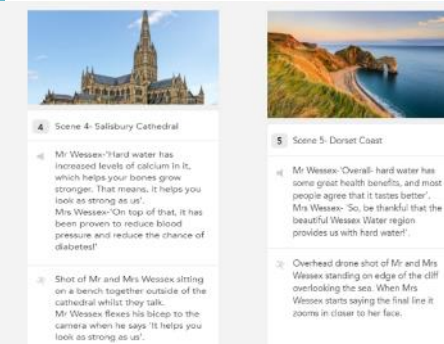 4 Scene 4- Salisbury Cathedral
Mr Wessex-'Hard water has
increased levels of calcium in it,
which helps your bones grow
stronger. That means, it helps you
look as strong as us'.
Mrs Wessex-'On top of that, it has
been proven to reduce blood
pressure and reduce the chance of
diabetes!'
Shot of Mr and Mrs Wessex sitting
on a bench together outside of the
cathedral whilst they talk.
Mr Wessex flexes his bicep to the
camera when he says 'It helps you
look as strong as us'.
5 Scene 5- Dorset Coast
Mr Wessex-'Overall- hard water has
some great health benefits, and most
people agree that it tastes better'.
Mrs Wessex- 'So, be thankful that the
beautiful Wessex Water region
provides us with hard water!'.
Overhead drone shot of Mr and Mrs
Wessex standing on edge of the cliff
overlooking the sea. When Mrs
Wessex starts saying the final line it
zooms in closer to her face.